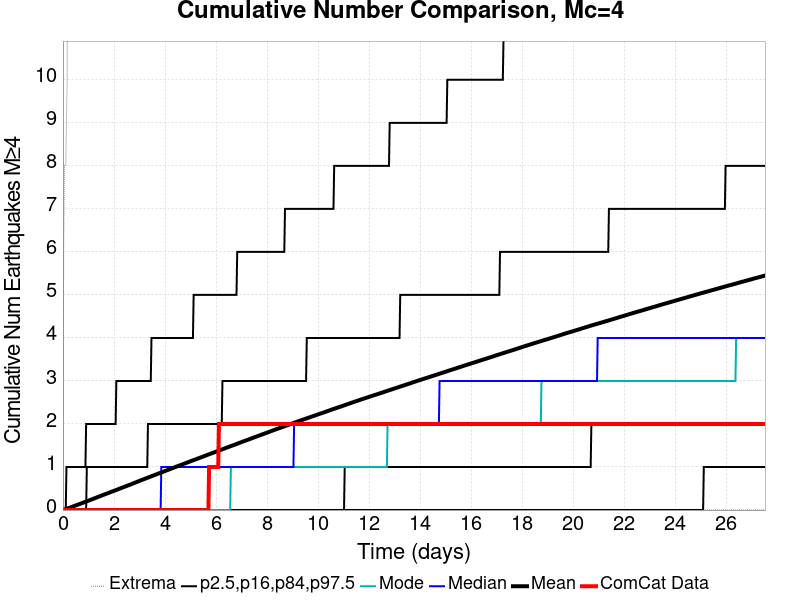 Cumulative Number Comparison, Mc=4
Cumulative Num Earthquakes M≥4
10
9
8
7
6
5
4
3
2
1
0
0 2 4 6 8 10 12 14 16 18 20 22 24 26
Time (days)
Extrema p2.5,p16,p84,p97.5 Mode Median Mean ComCat Data